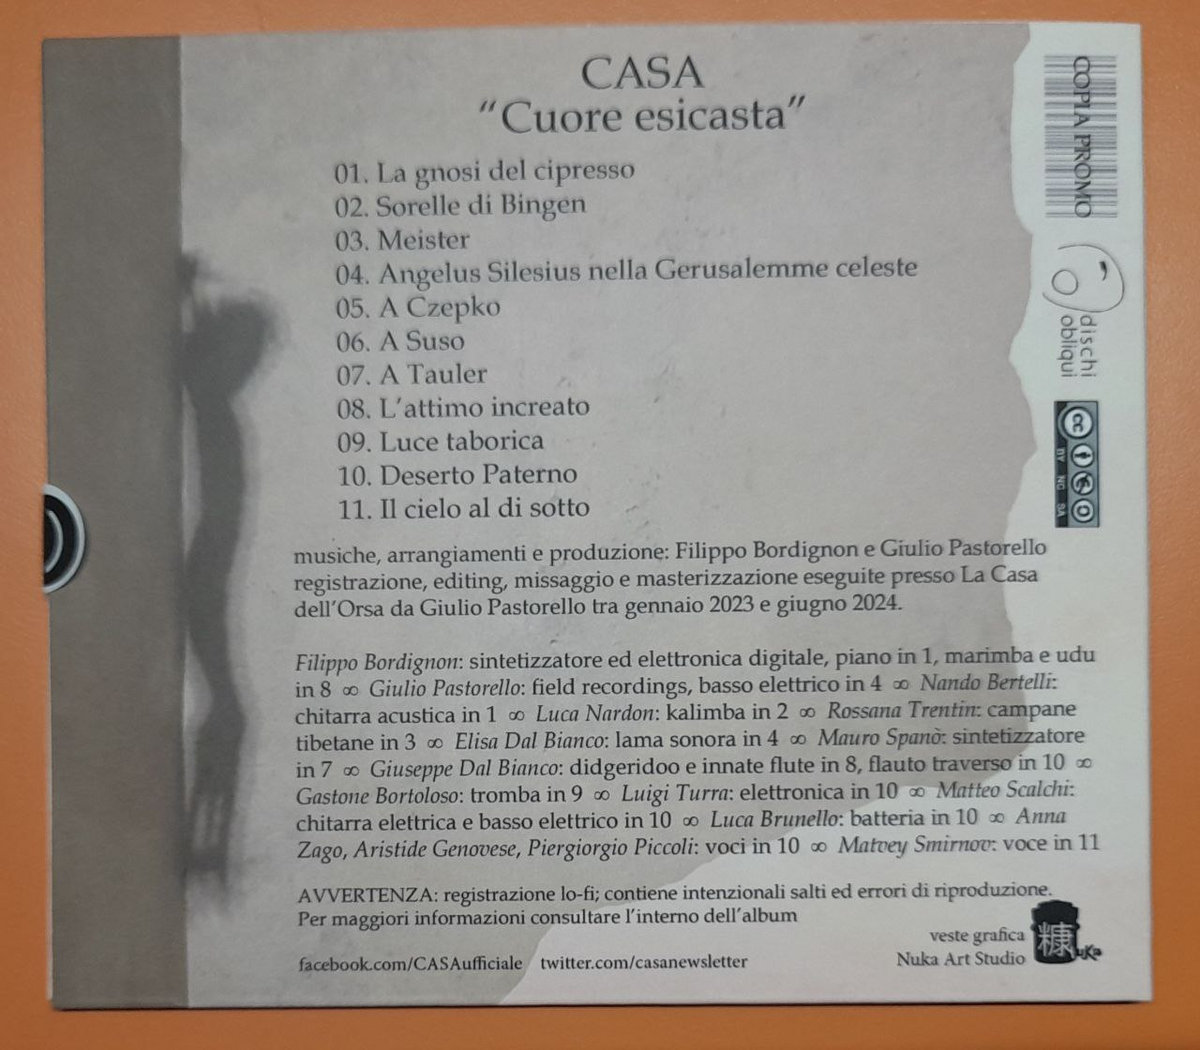 CASA
“Cuore esicasta”
01. La gnosi del cipresso
02. Sorelle di Bingen
03. Meister
04. Angelus Silesius nella Gerusalemme celeste
05. A Czepko
06. A Suso
07. A Tauler
08. L’attimo increato
09. Luce taborica
10. Deserto Paterno
11. Il cielo al di sotto
musiche, arrangiamenti e produzione: Filippo Bordignon e Giulio Pastorello
registrazione, editing, missaggio e masterizzazione eseguite presso La Casa
dell’Orsa da Giulio Pastorello tra gennaio 2023 e giugno 2024.
Filippo Bordignon: sintetizzatore ed elettronica digitale, piano in 1, marimba e udu
in 8 ∞ Giulio Pastorello: field recordings, basso elettrico in 4 ∞ Nando Bertelli:
chitarra acustica in 1 ∞ Luca Nardon: kalimba in 2 ∞ Rossana Trentin: campane
tibetane in 3 ∞ Elisa Dal Bianco: lama sonora in 4 ∞ Mauro Spanò: sintetizzatore
in 7 ∞ Giuseppe Dal Bianco: didgeridoo e innate flute in 8, flauto traverso in 10 ∞
Gastone Bortoloso: tromba in 9 ∞ Luigi Turra: elettronica in 10 ∞ Matteo Scalchi:
chitarra elettrica e basso elettrico in 10 ∞ Luca Brunello: batteria in 10 ∞ Anna
Zago, Aristide Genovese, Piergiorgio Piccoli: voci in 10 ∞ Matvey Smirnov: voce in 11
AVVERTENZA: registrazione lo-fi; contiene intenzionali salti ed errori di riproduzione.
Per maggiori informazioni consultare l’interno dell’album
facebook.com/CASAufficiale twitter.com/casanewsletter
veste grafica
Nuka Art Studio
糠 nuka
COPIA PROMO
dischi
obliqui
cc
BY NC SA